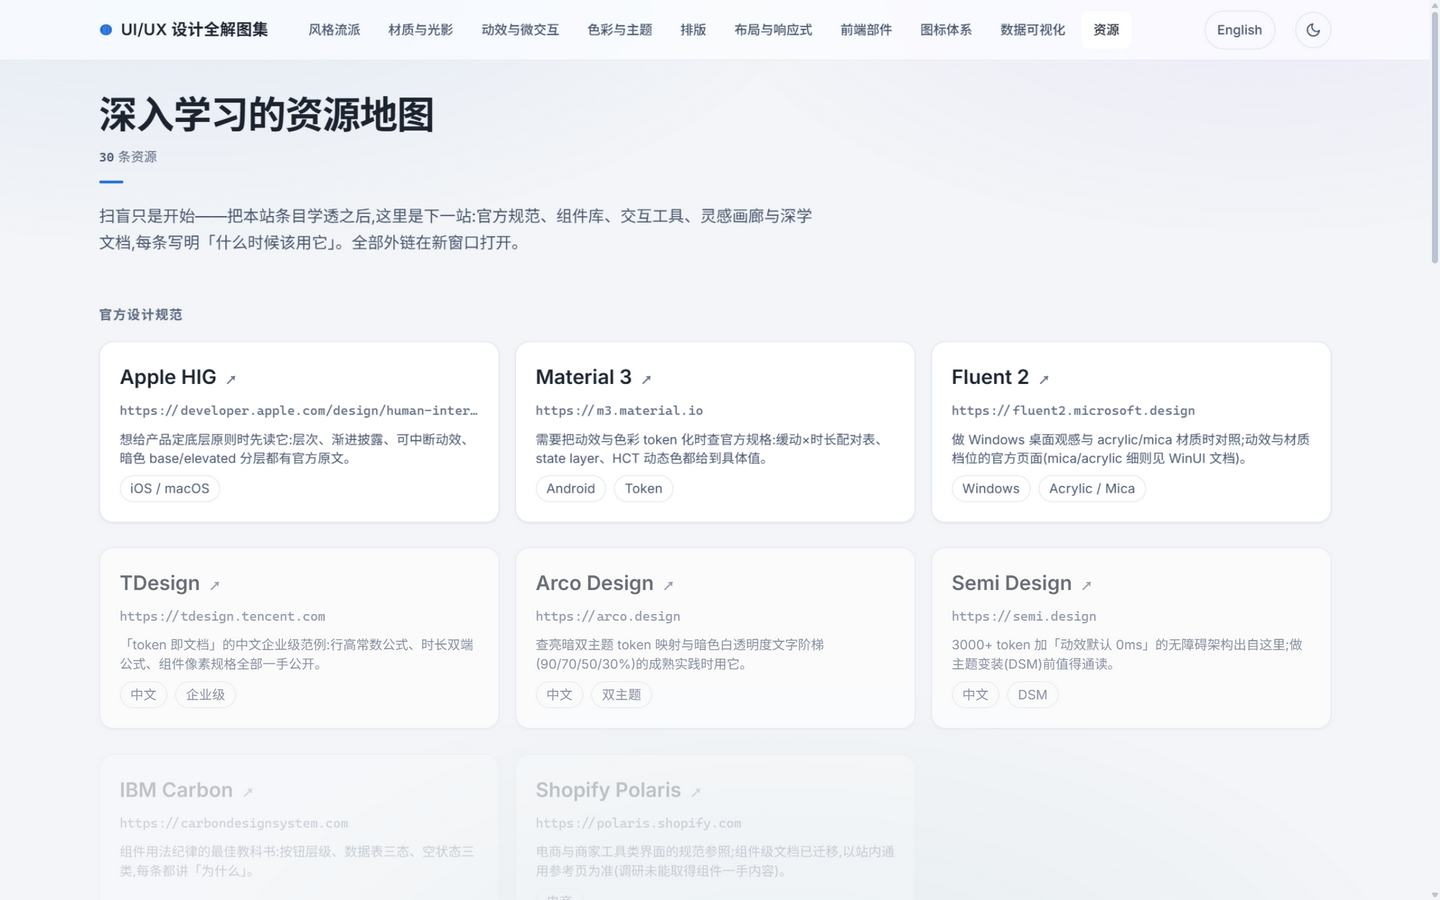 UI/UX 设计全解图集
风格流派
材质与光影
动效与微交互
色彩与主题
排版
布局与响应式
前端部件
图标体系
数据可视化
资源
English
深入学习的资源地图
30 条资源
扫盲只是开始——把本站条目学透之后,这里是下一站:官方规范、组件库、交互工具、灵感画廊与深学
文档,每条写明「什么时候该用它」。全部外链在新窗口打开。
官方设计规范
Apple HIG ↗
https://developer.apple.com/design/human-inter…
想给产品定底层原则时先读它:层次、渐进披露、可中断动效、
暗色 base/elevated 分层都有官方原文。
iOS / macOS
Material 3 ↗
https://m3.material.io
需要把动效与色彩 token 化时查官方规格:缓动×时长配对表、
state layer、HCT 动态色都给到具体值。
Android
Token
Fluent 2 ↗
https://fluent2.microsoft.design
做 Windows 桌面观感与 acrylic/mica 材质时对照;动效与材质
档位的官方页面(mica/acrylic 细则见 WinUI 文档)。
Windows
Acrylic / Mica
TDesign ↗
https://tdesign.tencent.com
「token 即文档」的中文企业级范例:行高常数公式、时长双端
公式、组件像素规格全部一手公开。
中文
企业级
Arco Design ↗
https://arco.design
查亮暗双主题 token 映射与暗色白透明度文字阶梯
(90/70/50/30%)的成熟实践时用它。
中文
双主题
Semi Design ↗
https://semi.design
3000+ token 加「动效默认 0ms」的无障碍架构出自这里;做
主题变装(DSM)前值得通读。
中文
DSM
IBM Carbon ↗
https://carbondesignsystem.com
组件用法纪律的最佳教科书:按钮层级、数据表三态、空状态三
类,每条都讲「为什么」。
Shopify Polaris ↗
https://polaris.shopify.com
电商与商家工具类界面的规范参照;组件级文档已迁移,以站内通
用参考页为准(调研未能取得组件一手内容)。